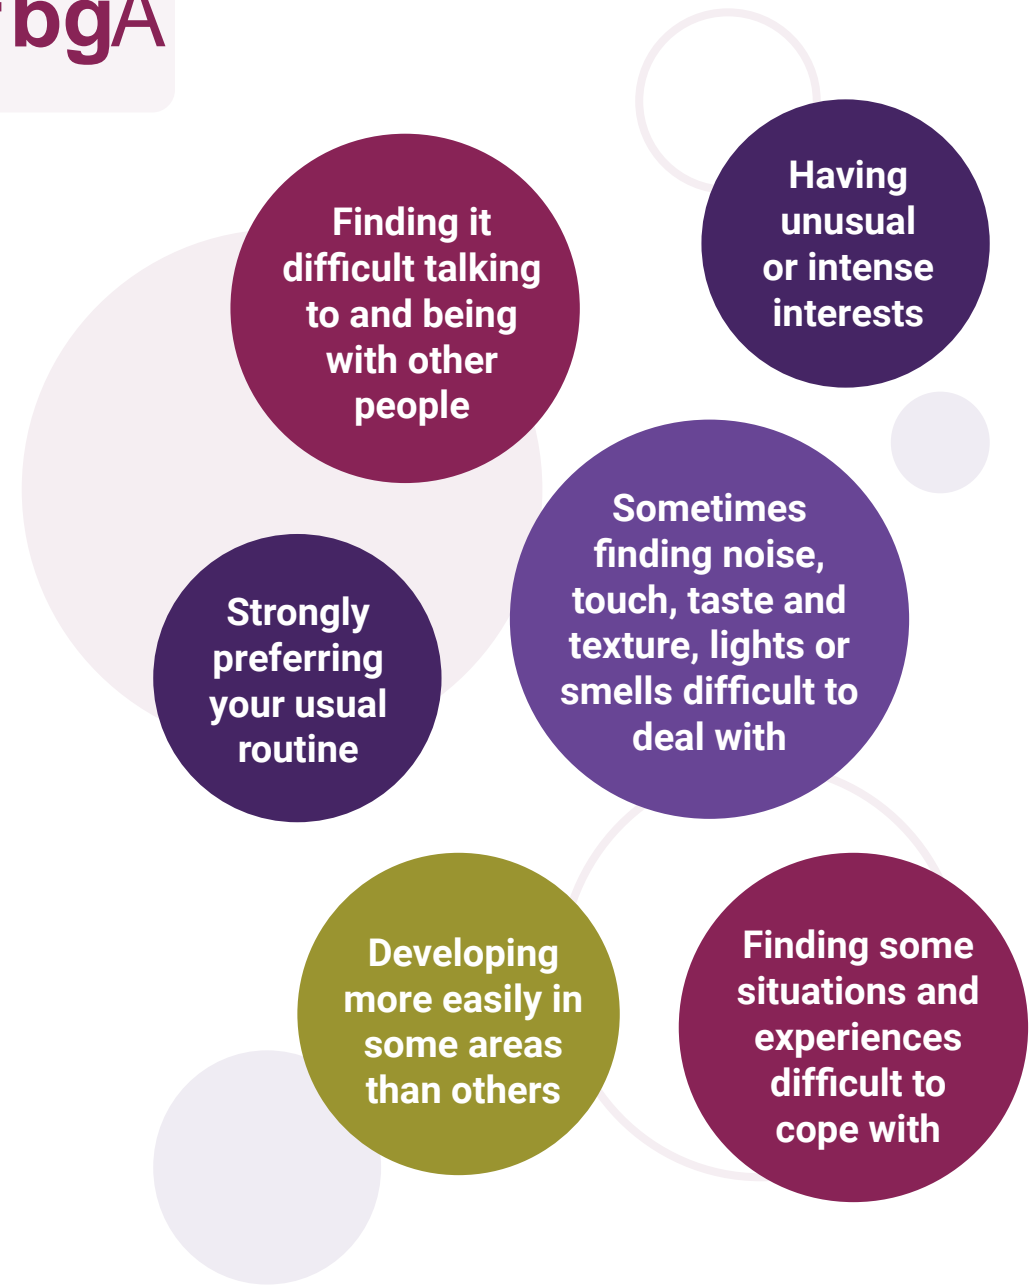 bgA
Having
unusual
or intense
interests
Finding it
difficult talking
to and being
with other
people
Sometimes
finding noise,
touch, taste and
texture, lights or
smells difficult to
deal with
Strongly
preferring
your usual
routine
Developing
more easily in
some areas
than others
Finding some
situations and
experiences
difficult to
cope with